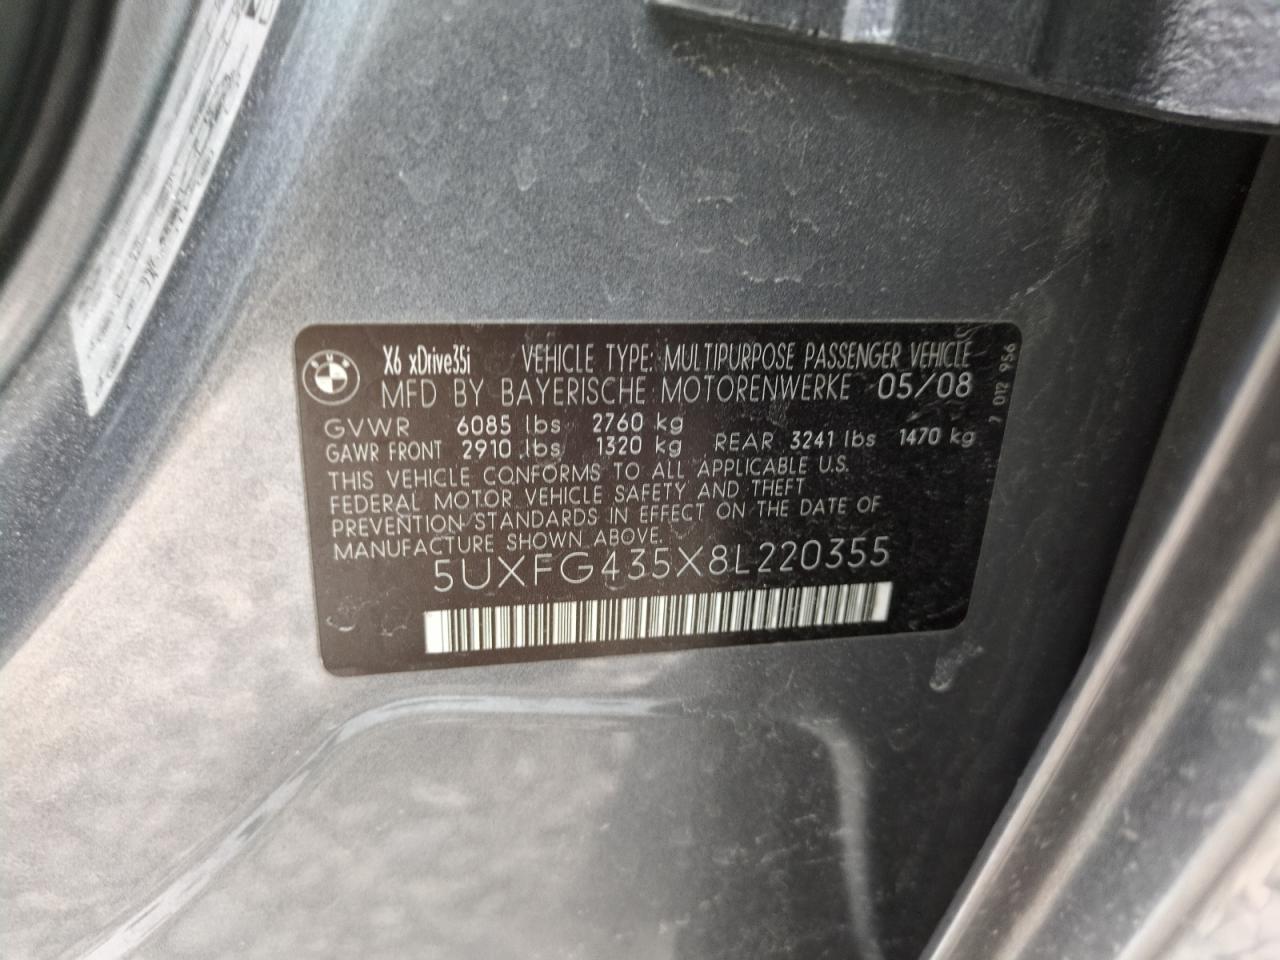 BMW
X6 xDrive35i VEHICLE TYPE: MULTIPURPOSE PASSENGER VEHICLE
MFD BY BAYERISCHE MOTORENWERKE 05/08
GVWR 6085 lbs 2760 kg
GAWR FRONT 2910 lbs 1320 kg REAR 3241 lbs 1470 kg
THIS VEHICLE CONFORMS TO ALL APPLICABLE U.S.
FEDERAL MOTOR VEHICLE SAFETY AND THEFT
PREVENTION STANDARDS IN EFFECT ON THE DATE OF
MANUFACTURE SHOWN ABOVE.
5UXFG435X8L220355
7 012 956